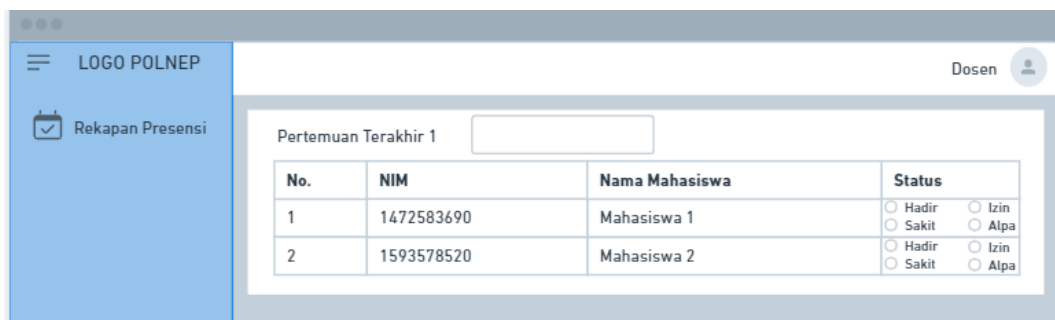 LOGO POLNEP
Dosen
Rekapan Presensi
Pertemuan Terakhir 1
No. NIM Nama Mahasiswa Status
1 1472583690 Mahasiswa 1 Hadir Izin
Sakit Alpa
2 1593578520 Mahasiswa 2 Hadir Izin
Sakit Alpa